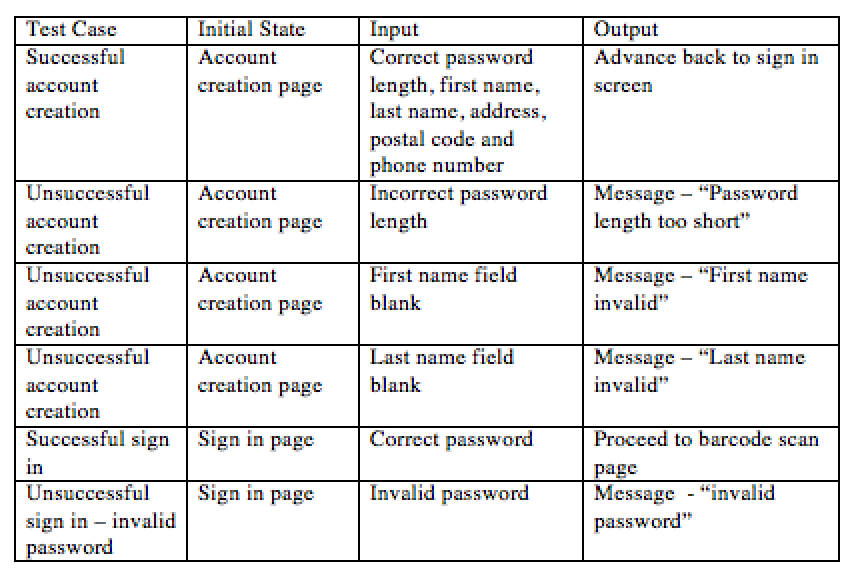 Test Case Initial State Input Output
Successful account creation Account creation page Correct password length, first name, last name, address, postal code and phone number Advance back to sign in screen
Unsuccessful account creation Account creation page Incorrect password length Message – “Password length too short”
Unsuccessful account creation Account creation page First name field blank Message – “First name invalid”
Unsuccessful account creation Account creation page Last name field blank Message – “Last name invalid”
Successful sign in Sign in page Correct password Proceed to barcode scan page
Unsuccessful sign in – invalid password Sign in page Invalid password Message - “invalid password”